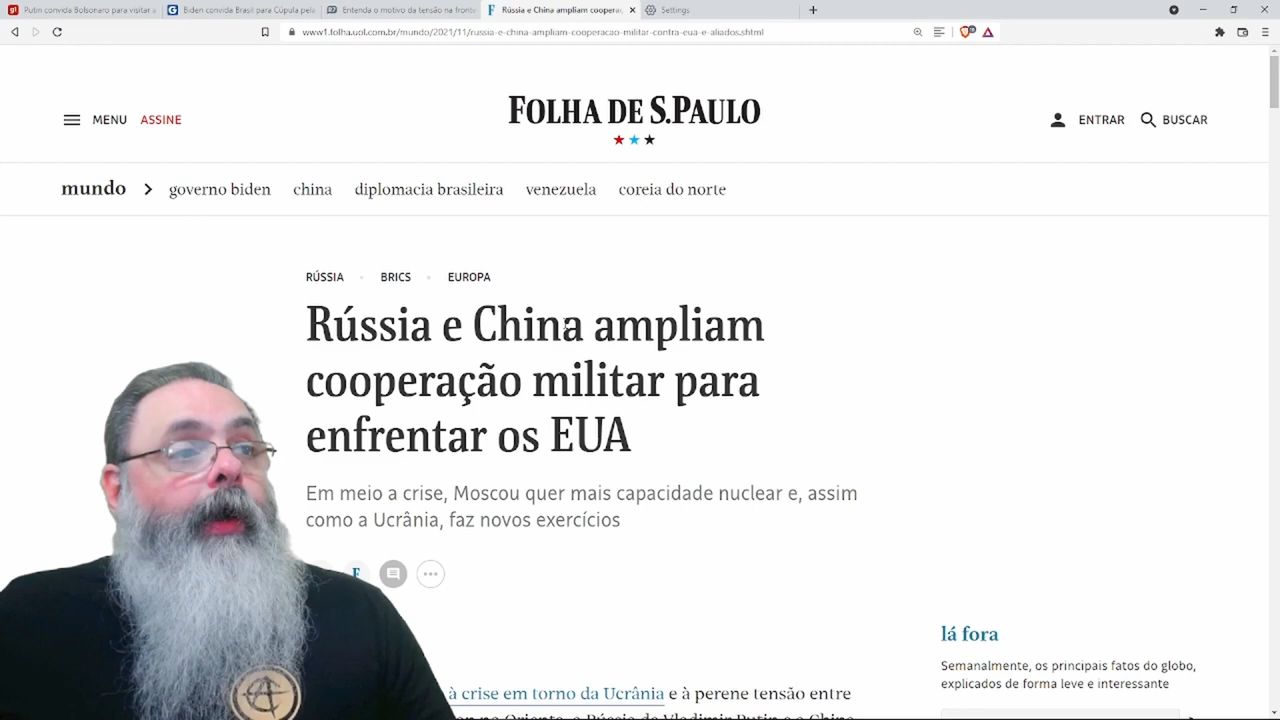 Putin convida Bolsonaro para visitar a
Biden convida Brasil para Cúpula pela
Entenda o motivo da tensão na fronte
Rússia e China ampliam cooperaç
Settings
www1.folha.uol.com.br/mundo/2021/11/russia-e-china-ampliam-cooperacao-militar-contra-eua-e-aliados.shtml
MENU ASSINE
FOLHA DE S.PAULO
ENTRAR BUSCAR
mundo governo biden china diplomacia brasileira venezuela coreia do norte
RÚSSIA BRICS EUROPA
Rússia e China ampliam
cooperação militar para
enfrentar os EUA
Em meio a crise, Moscou quer mais capacidade nuclear e, assim
como a Ucrânia, faz novos exercícios
F
lá fora
Semanalmente, os principais fatos do globo,
explicados de forma leve e interessante
à crise em torno da Ucrânia e à perene tensão entre